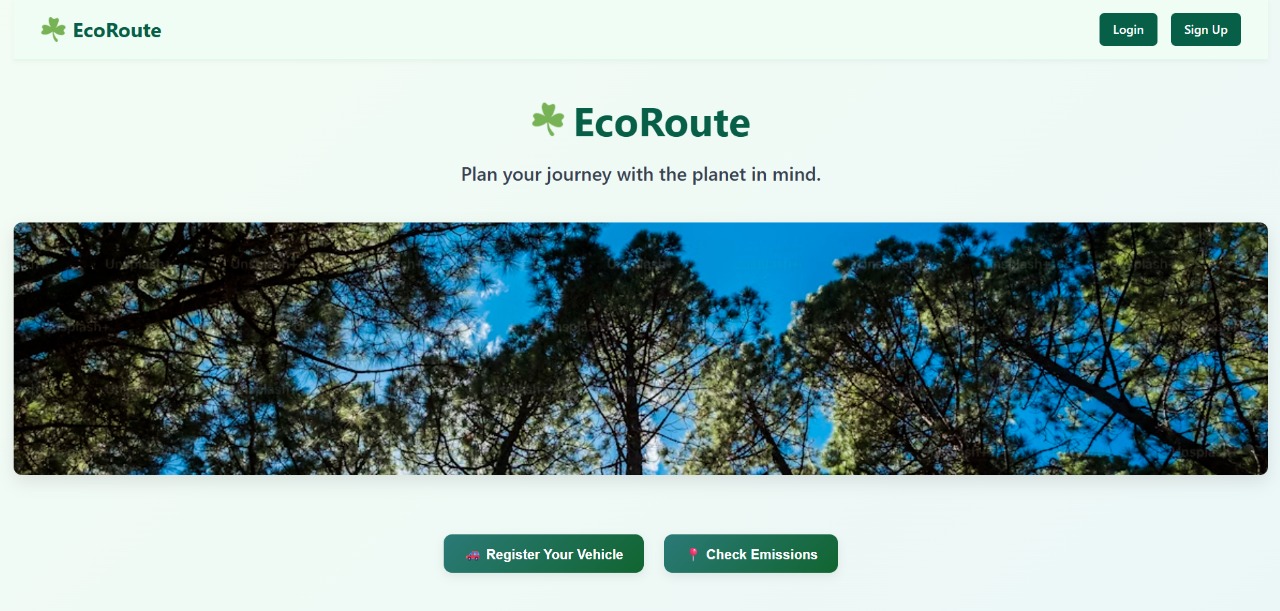 EcoRoute
Login
Sign Up
EcoRoute
Plan your journey with the planet in mind.
Register Your Vehicle
Check Emissions